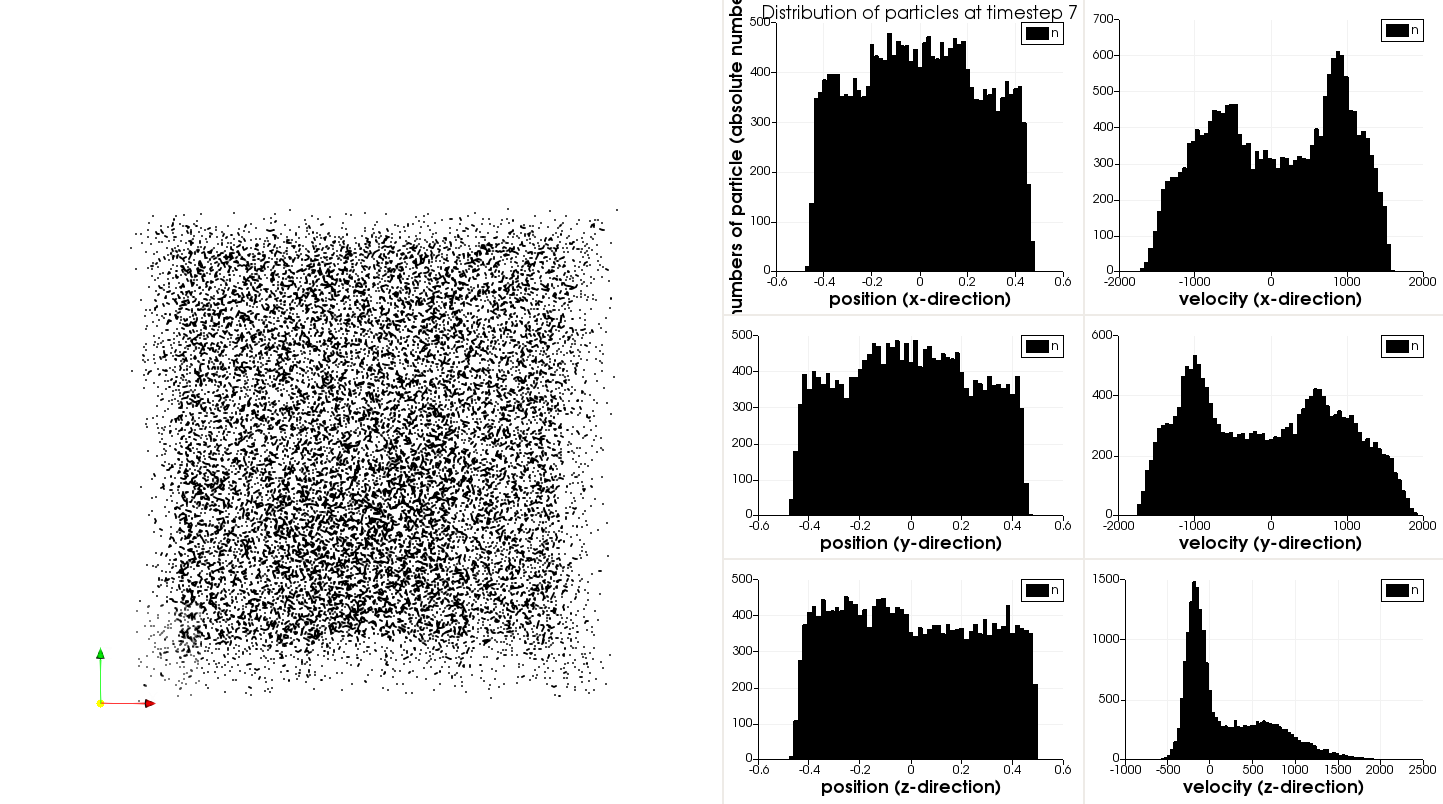 Distribution of particles at timestep 7
numbers of particle (absolute numbe
500
400
300
200
100
0
-0.6 -0.4 -0.2 0 0.2 0.4 0.6
position (x-direction)
n
700
600
500
400
300
200
100
0
-2000 -1000 0 1000 2000
velocity (x-direction)
n
500
400
300
200
100
0
-0.6 -0.4 -0.2 0 0.2 0.4 0.6
position (y-direction)
n
600
400
200
0
-2000 -1000 0 1000 2000
velocity (y-direction)
n
500
400
300
200
100
0
-0.6 -0.4 -0.2 0 0.2 0.4 0.6
position (z-direction)
n
1500
1000
500
0
-1000 -500 0 500 1000 1500 2000 2500
velocity (z-direction)
n